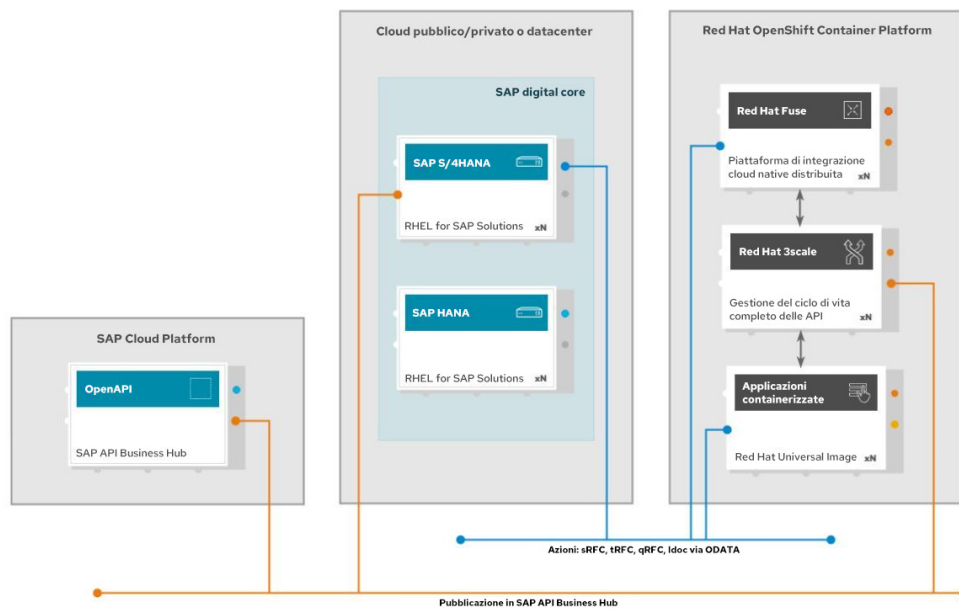 Cloud pubblico/privato o datacenter
SAP digital core
SAP S/4HANA
RHEL for SAP Solutions xN
SAP HANA
RHEL for SAP Solutions xN
Red Hat OpenShift Container Platform
Red Hat Fuse
Piattaforma di integrazione
cloud native distribuita xN
Red Hat 3scale
Gestione del ciclo di vita
completo delle API xN
Applicazioni
containerizzate
Red Hat Universal Image xN
SAP Cloud Platform
OpenAPI
SAP API Business Hub
Azioni: sRFC, tRFC, qRFC, Idoc via ODATA
Pubblicazione in SAP API Business Hub